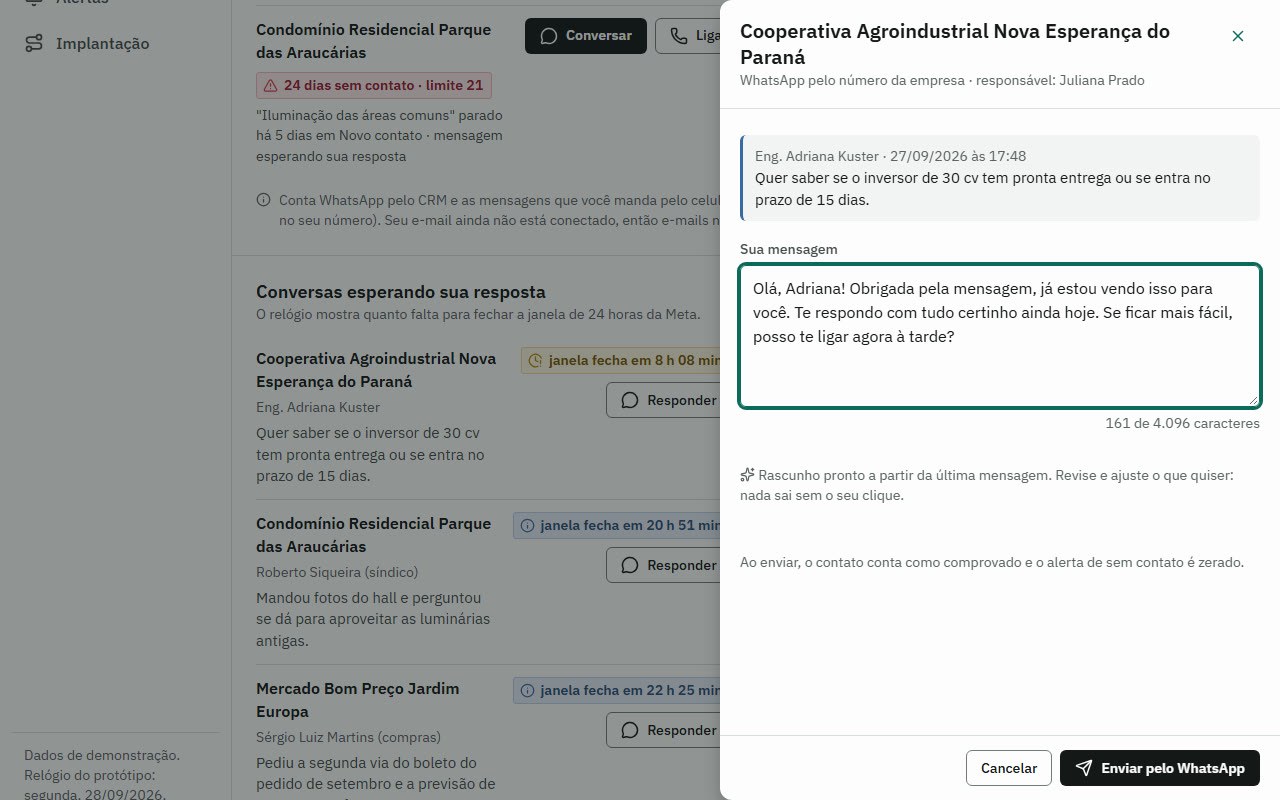 Implantação
Dados de demonstração.
Relógio do protótipo:
segunda, 28/09/2026.
Condomínio Residencial Parque
das Araucárias
Conversar
24 dias sem contato · limite 21
"Iluminação das áreas comuns" parado
há 5 dias em Novo contato · mensagem
esperando sua resposta
Conta WhatsApp pelo CRM e as mensagens que você manda pelo
no seu número). Seu e-mail ainda não está conectado, então e-mails
Conversas esperando sua resposta
O relógio mostra quanto falta para fechar a janela de 24 horas da Meta.
Cooperativa Agroindustrial Nova
Esperança do Paraná
janela fecha em 8 h 08 min
Eng. Adriana Kuster
Responder
Quer saber se o inversor de 30 cv
tem pronta entrega ou se entra no
prazo de 15 dias.
Condomínio Residencial Parque
das Araucárias
janela fecha em 20 h 51 min
Roberto Siqueira (síndico)
Responder
Mandou fotos do hall e perguntou
se dá para aproveitar as luminárias
antigas.
Mercado Bom Preço Jardim
Europa
janela fecha em 22 h 25 min
Sérgio Luiz Martins (compras)
Responder
Pediu a segunda via do boleto do
pedido de setembro e a previsão de
Cooperativa Agroindustrial Nova Esperança do
Paraná
WhatsApp pelo número da empresa · responsável: Juliana Prado
Eng. Adriana Kuster · 27/09/2026 às 17:48
Quer saber se o inversor de 30 cv tem pronta entrega ou se entra no
prazo de 15 dias.
Sua mensagem
Olá, Adriana! Obrigada pela mensagem, já estou vendo isso para
você. Te respondo com tudo certinho ainda hoje. Se ficar mais fácil,
posso te ligar agora à tarde?
161 de 4.096 caracteres
Rascunho pronto a partir da última mensagem. Revise e ajuste o que quiser:
nada sai sem o seu clique.
Ao enviar, o contato conta como comprovado e o alerta de sem contato é zerado.
Cancelar
Enviar pelo WhatsApp